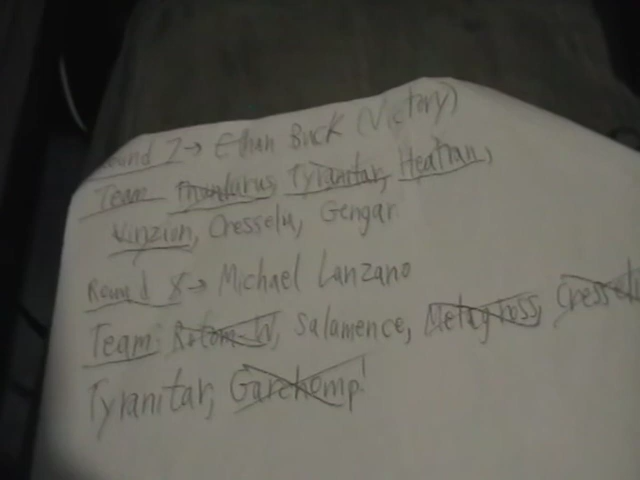 Round 7→ Ethan Buck (Victory)
Team Thundurus, Tyranitar, Heatran,
Virizion, Cresselia, Gengar
Round 8→ Michael Lanzano
Team: Rotom-W, Salamence, Metagross, Cresselia
Tyranitar, Garchomp